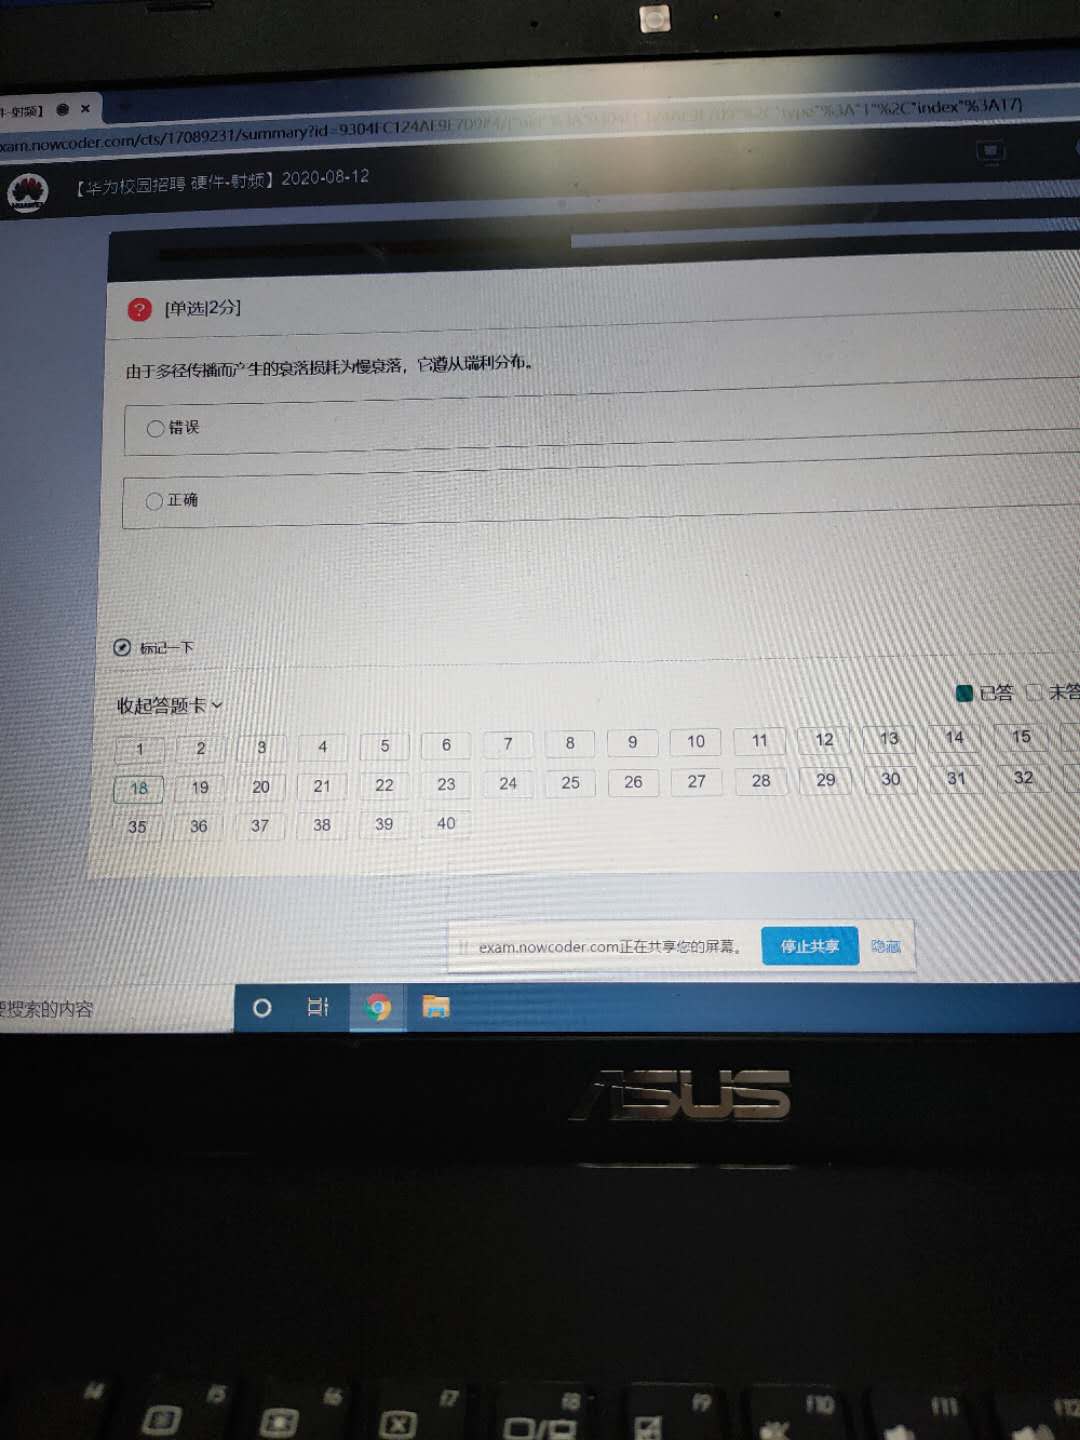 -射频】 ×
xam.nowcoder.com/cts/17089231/summary?id=9304FC124AE9E7D9#4/{
%3A"1"%2C"index"%3A17}
【华为校园招聘 硬件-射频】2020-08-12
? [单选|2分]
由于多径传播而产生的衰落损耗为慢衰落，它遵从瑞利分布。
错误
正确
标记一下
收起答题卡
已答 未答
1 2 3 4 5 6 7 8 9 10 11 12 13 14 15
18 19 20 21 22 23 24 25 26 27 28 29 30 31 32
35 36 37 38 39 40
exam.nowcoder.com正在共享您的屏幕。 停止共享 隐藏
要搜索的内容
ASUS
f4 f5 f6 f7 f8 f9 f10 f11 f12